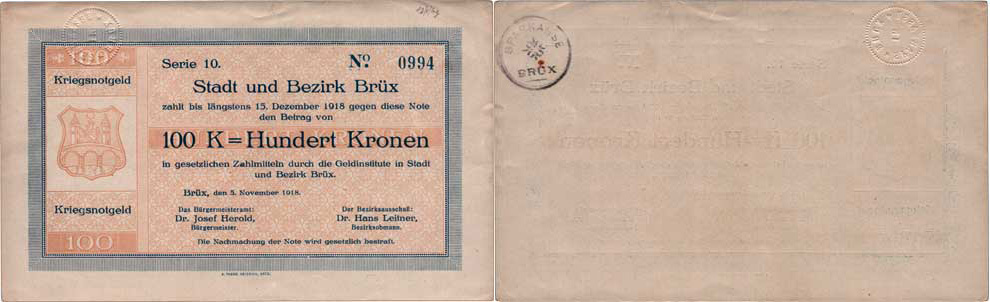 100
Kriegsnotgeld
Kriegsnotgeld
100
Serie 10. No 0994
Stadt und Bezirk Brüx
zahlt bis längstens 15. Dezember 1918 gegen diese Note
den Betrag von
100 K = Hundert Kronen
in gesetzlichen Zahlmitteln durch die Geldinstitute in Stadt
und Bezirk Brüx.
Brüx, den 5. November 1918.
Das Bürgermeisteramt: Der Bezirksausschuß:
Dr. Josef Herold, Dr. Hans Leitner,
Bürgermeister. Bezirksobmann.
Die Nachmachung der Note wird gesetzlich bestraft.
SPARKASSE
BRÜX